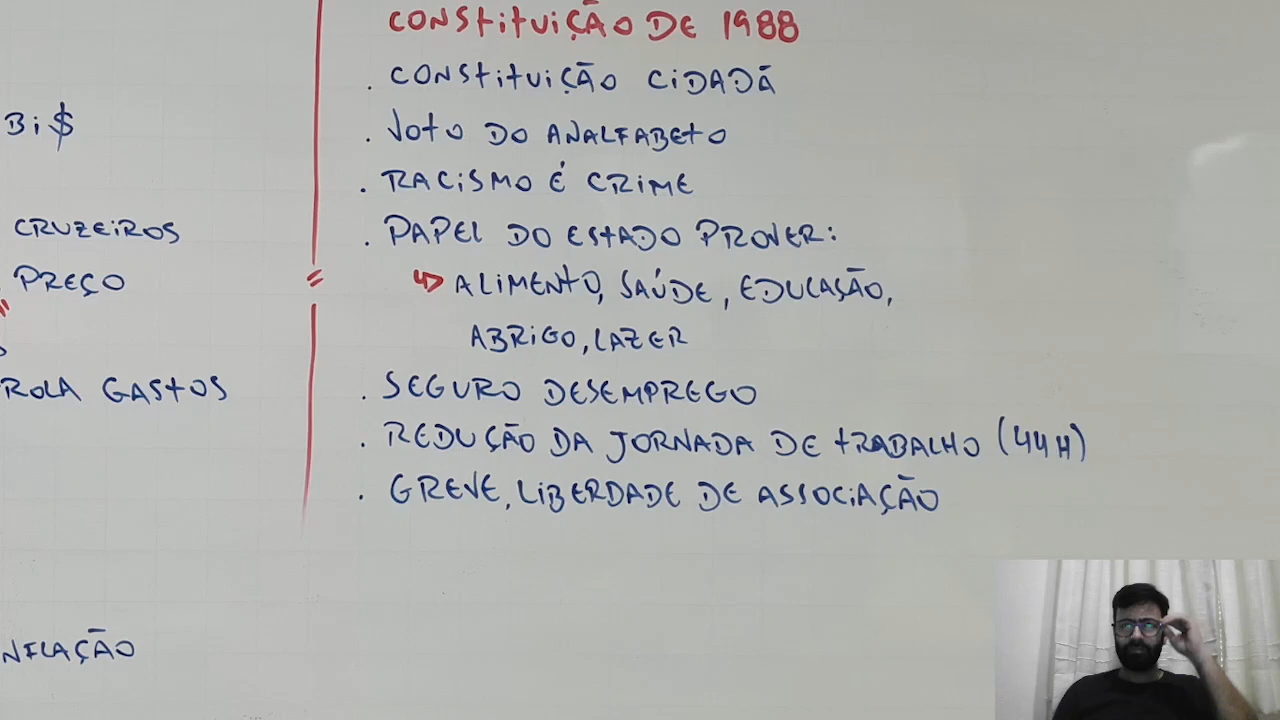 CONSTITUIÇÃO DE 1988
. CONSTITUIÇÃO CIDADÃ
. VOTO DO ANALFABETO
. RACISMO É CRIME
. PAPEL DO ESTADO PROVER:
↳ ALIMENTO, SAÚDE, EDUCAÇÃO,
ABRIGO, LAZER
. SEGURO DESEMPREGO
. REDUÇÃO DA JORNADA DE TRABALHO (44H)
. GREVE, LIBERDADE DE ASSOCIAÇÃO
BI $
CRUZEIROS
PREÇO
ROLA GASTOS
NFLAÇÃO